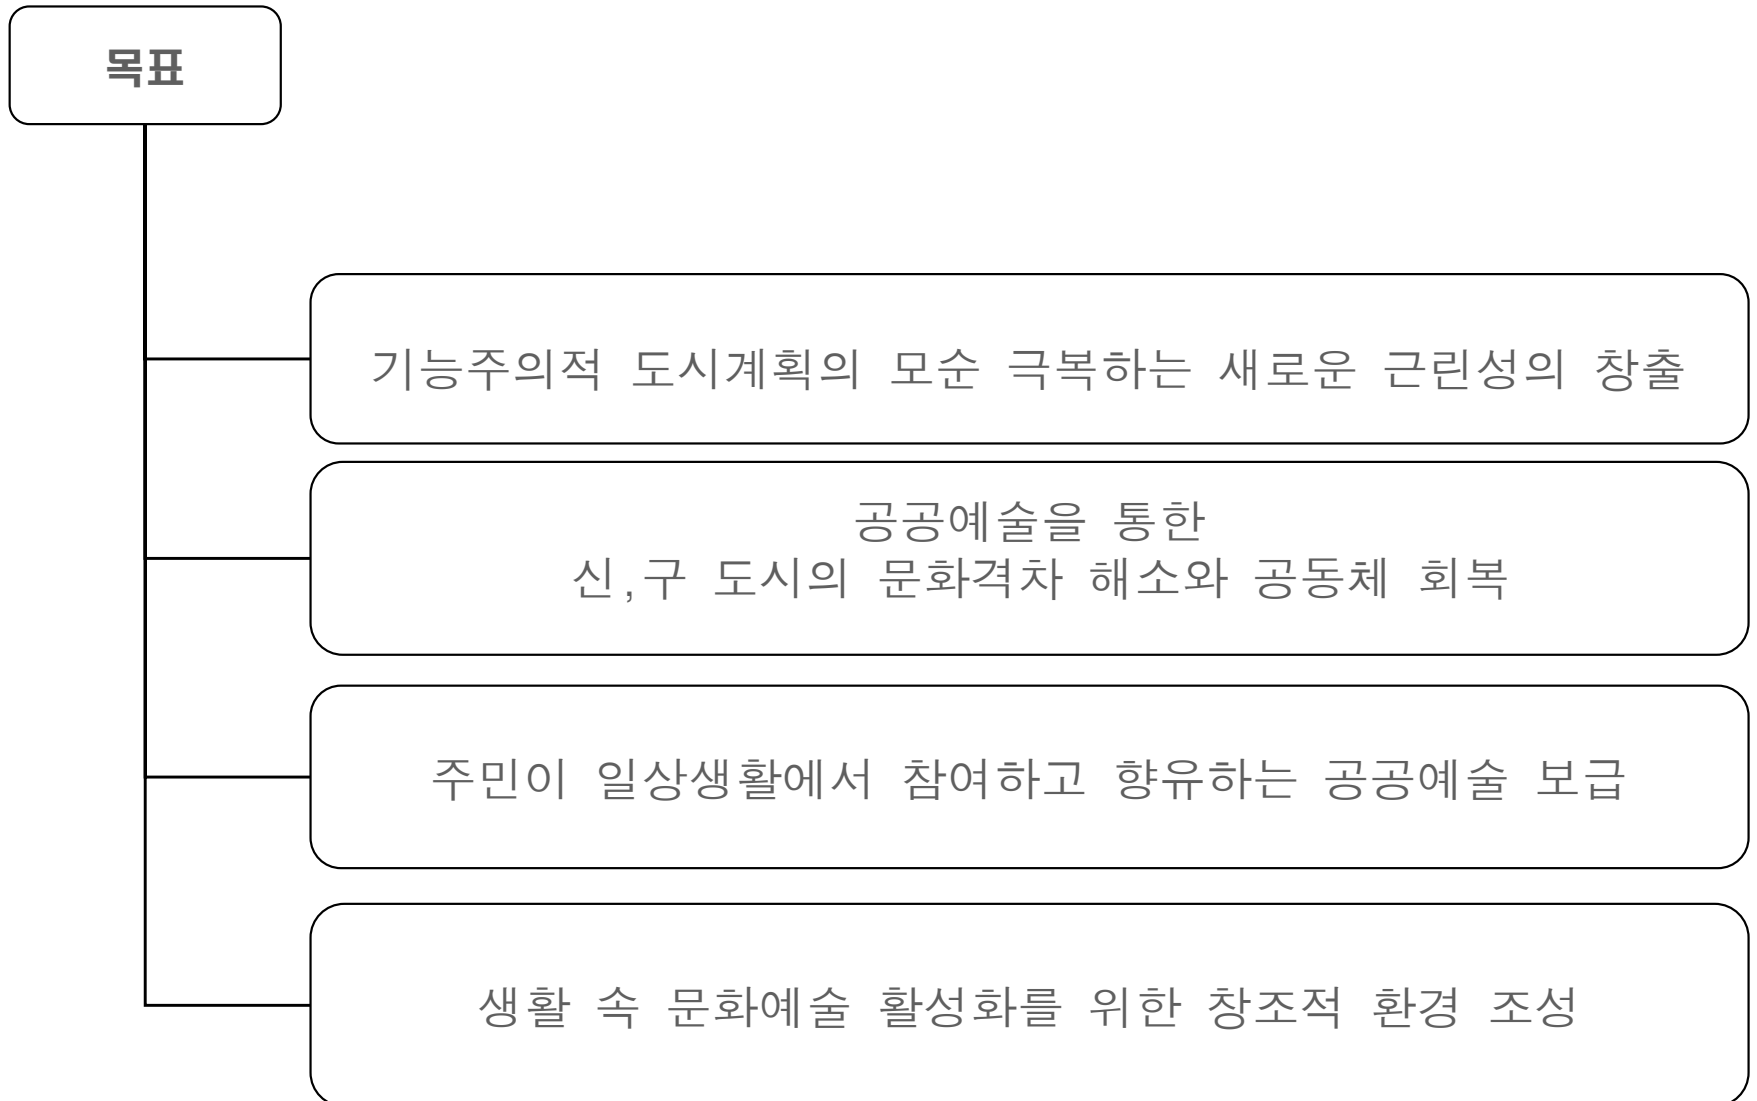 목표
기능주의적 도시계획의 모순 극복하는 새로운 근린성의 창출
공공예술을 통한
신,구 도시의 문화격차 해소와 공동체 회복
주민이 일상생활에서 참여하고 향유하는 공공예술 보급
생활 속 문화예술 활성화를 위한 창조적 환경 조성